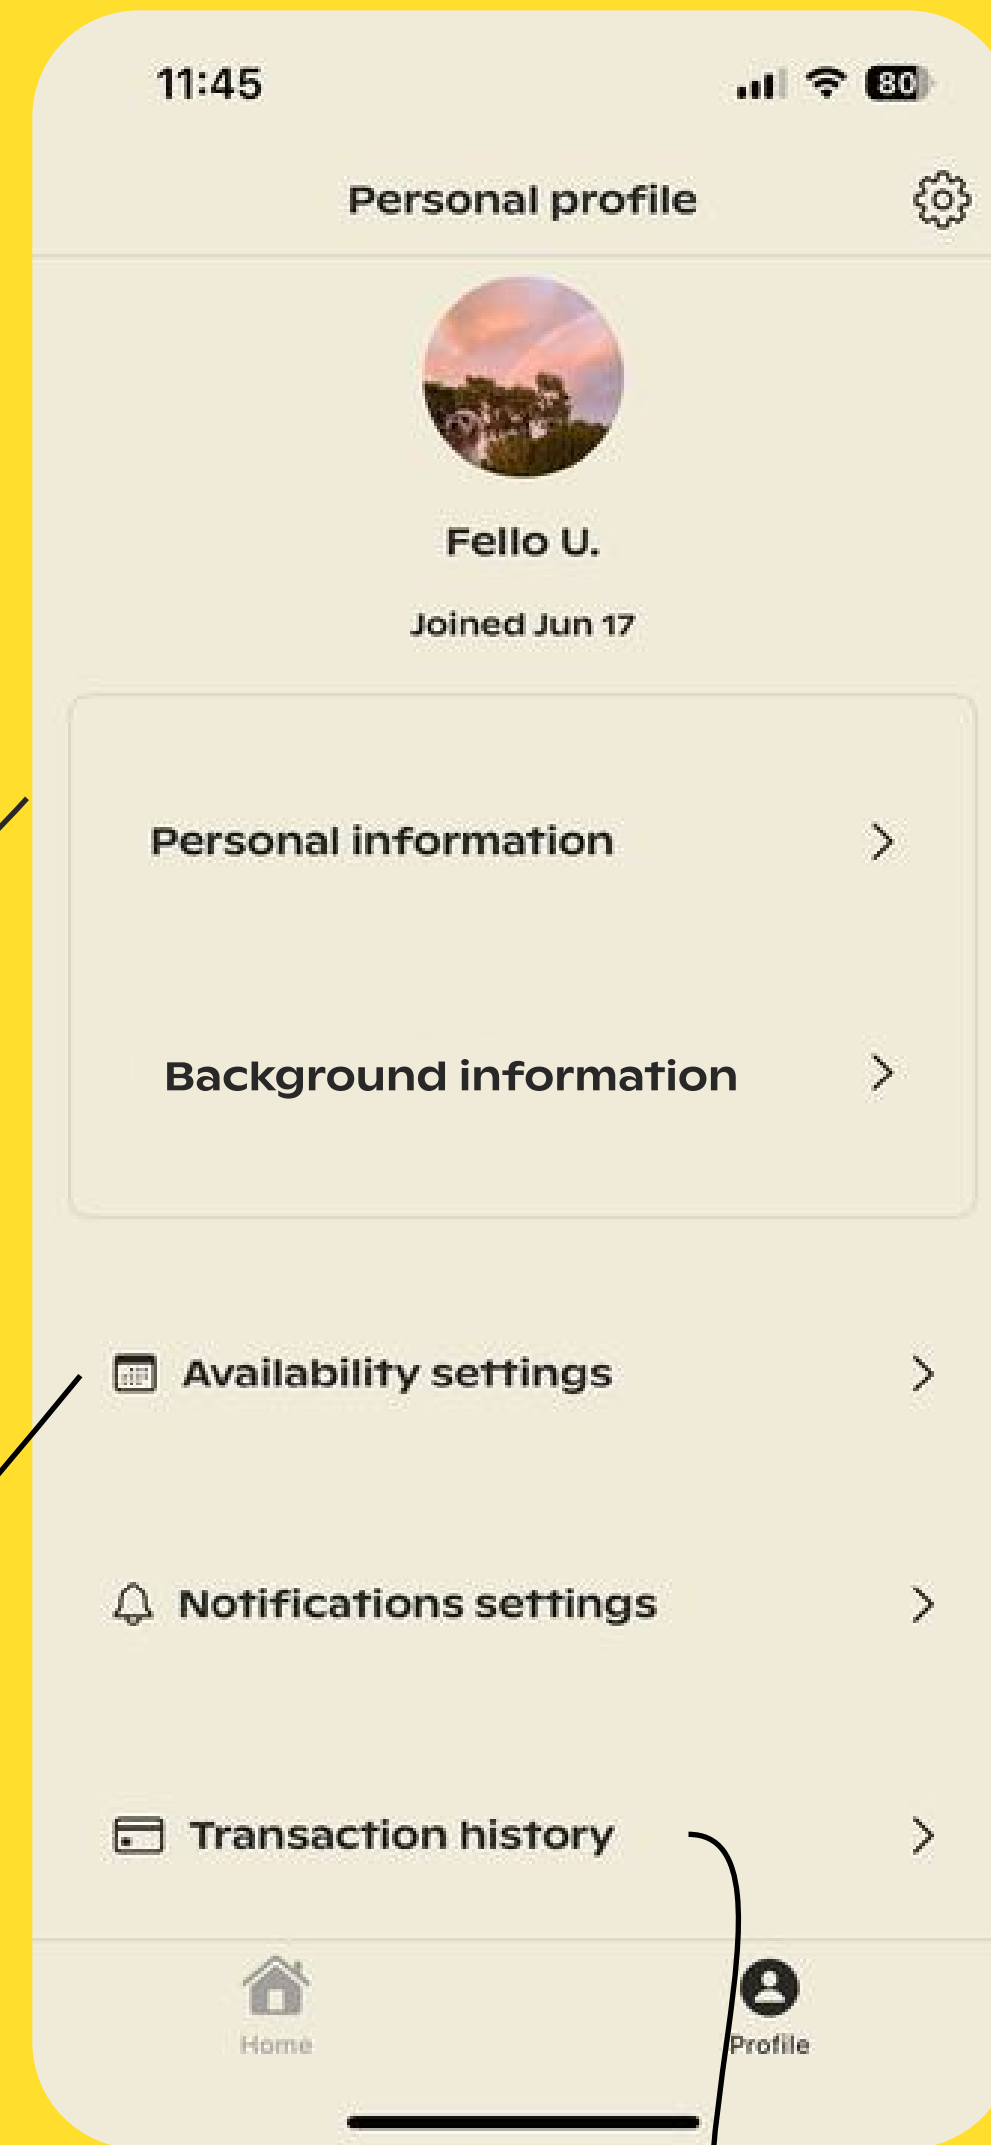 11:45
80
Personal profile
Fello U.
Joined Jun 17
Personal information
Background information
Availability settings
Notifications settings
Transaction history
Home
Profile